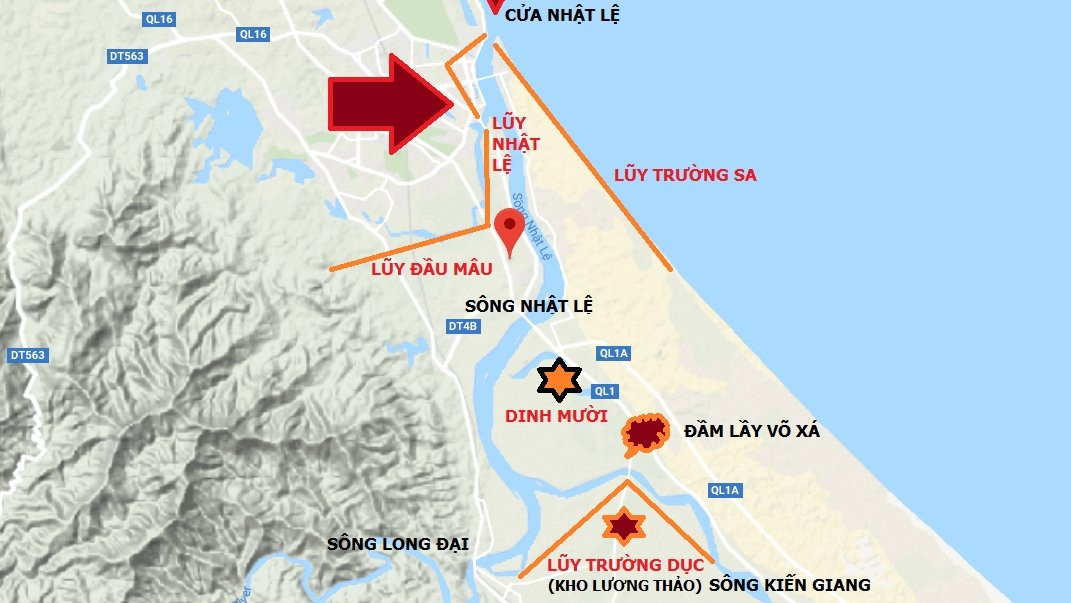 CỬA NHẬT LỆ
QL16
QL16
DT563
LŨY
NHẬT
LỆ
LŨY TRƯỜNG SA
Sông Nhật Lệ
LŨY ĐẦU MÂU
SÔNG NHẬT LỆ
DT4B
DT563
QL1A
QL1
DINH MƯỜI
ĐẦM LẦY VÕ XÁ
QL1A
SÔNG LONG ĐẠI
LŨY TRƯỜNG DỤC
(KHO LƯƠNG THẢO) SÔNG KIẾN GIANG